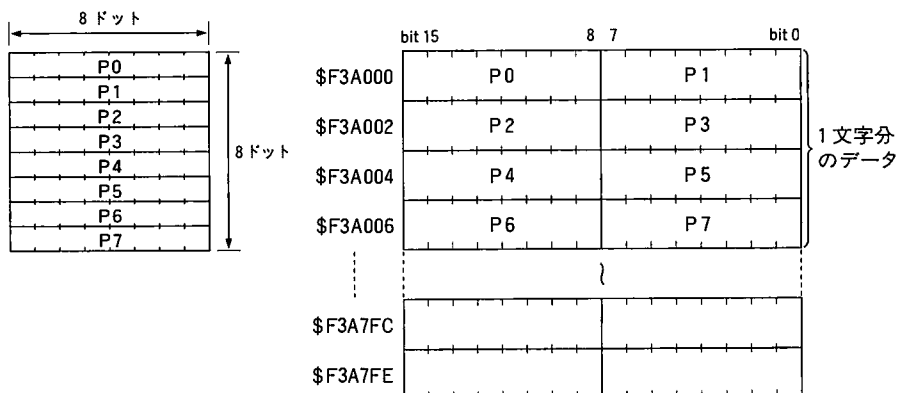 8ドット
P0
P1
P2
P3
P4
P5
P6
P7
8ドット
bit 15 8 7 bit 0
$F3A000 P0 P1
$F3A002 P2 P3
$F3A004 P4 P5
$F3A006 P6 P7
1文字分
のデータ
$F3A7FC
$F3A7FE